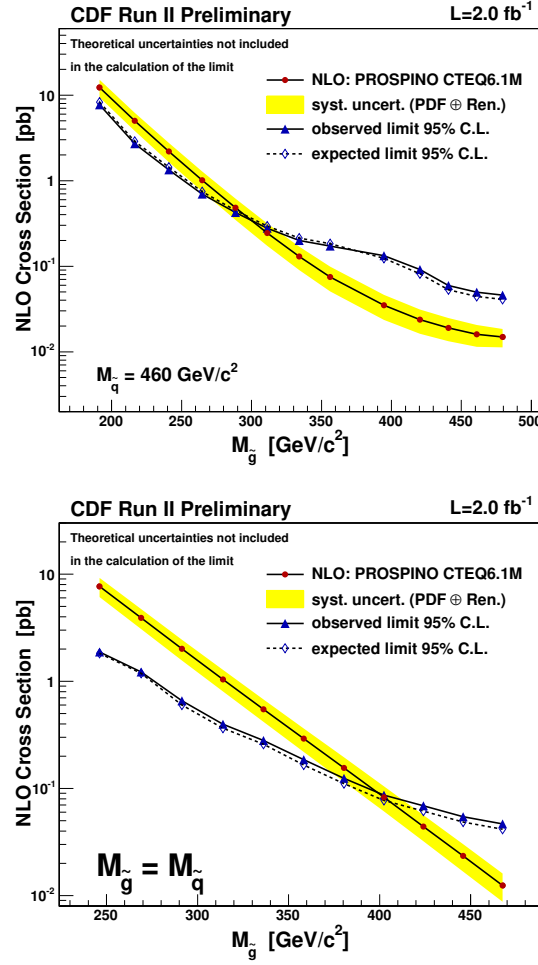 CDF Run II Preliminary L=2.0 fb⁻¹
Theoretical uncertainties not included
in the calculation of the limit
NLO: PROSPINO CTEQ6.1M
syst. uncert. (PDF ⊕ Ren.)
observed limit 95% C.L.
expected limit 95% C.L.
NLO Cross Section [pb]
10
1
10⁻¹
10⁻²
M_q̃ = 460 GeV/c²
200 250 300 350 400 450 500
M_g̃ [GeV/c²]
CDF Run II Preliminary L=2.0 fb⁻¹
Theoretical uncertainties not included
in the calculation of the limit
NLO: PROSPINO CTEQ6.1M
syst. uncert. (PDF ⊕ Ren.)
observed limit 95% C.L.
expected limit 95% C.L.
NLO Cross Section [pb]
10
1
10⁻¹
10⁻²
M_g̃ = M_q̃
250 300 350 400 450
M_g̃ [GeV/c²]